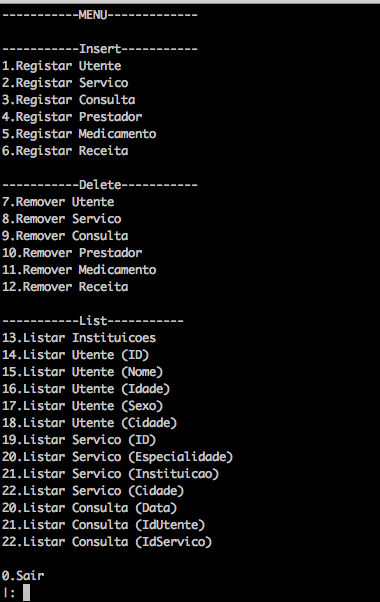 -----------MENU-------------
-----------Insert-----------
1.Registar Utente
2.Registar Servico
3.Registar Consulta
4.Registar Prestador
5.Registar Medicamento
6.Registar Receita
-----------Delete-----------
7.Remover Utente
8.Remover Servico
9.Remover Consulta
10.Remover Prestador
11.Remover Medicamento
12.Remover Receita
-----------List-----------
13.Listar Instituicoes
14.Listar Utente (ID)
15.Listar Utente (Nome)
16.Listar Utente (Idade)
17.Listar Utente (Sexo)
18.Listar Utente (Cidade)
19.Listar Servico (ID)
20.Listar Servico (Especialidade)
21.Listar Servico (Instituicao)
22.Listar Servico (Cidade)
20.Listar Consulta (Data)
21.Listar Consulta (IdUtente)
22.Listar Consulta (IdServico)
0.Sair
|: